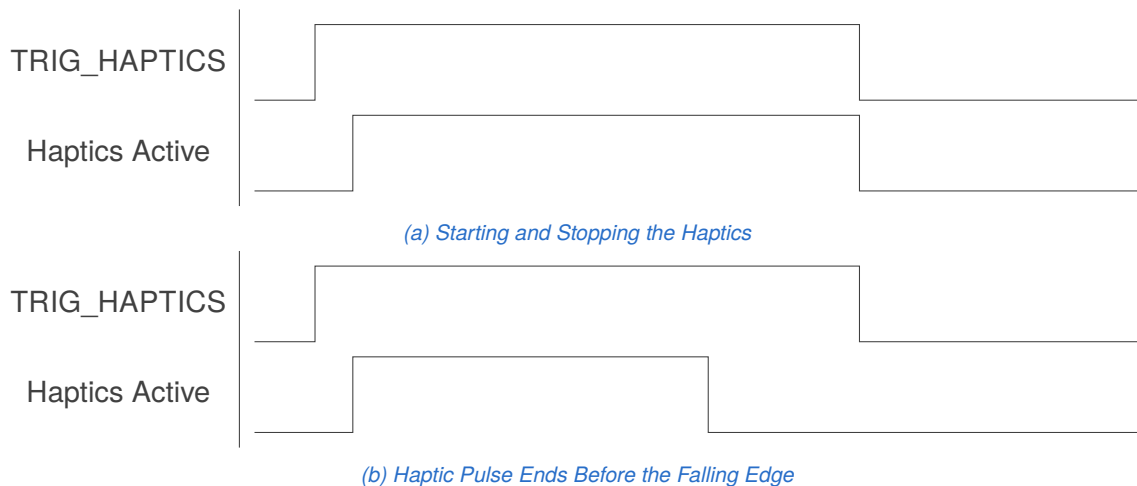 TRIG_HAPTICS
Haptics Active
(a) Starting and Stopping the Haptics
TRIG_HAPTICS
Haptics Active
(b) Haptic Pulse Ends Before the Falling Edge